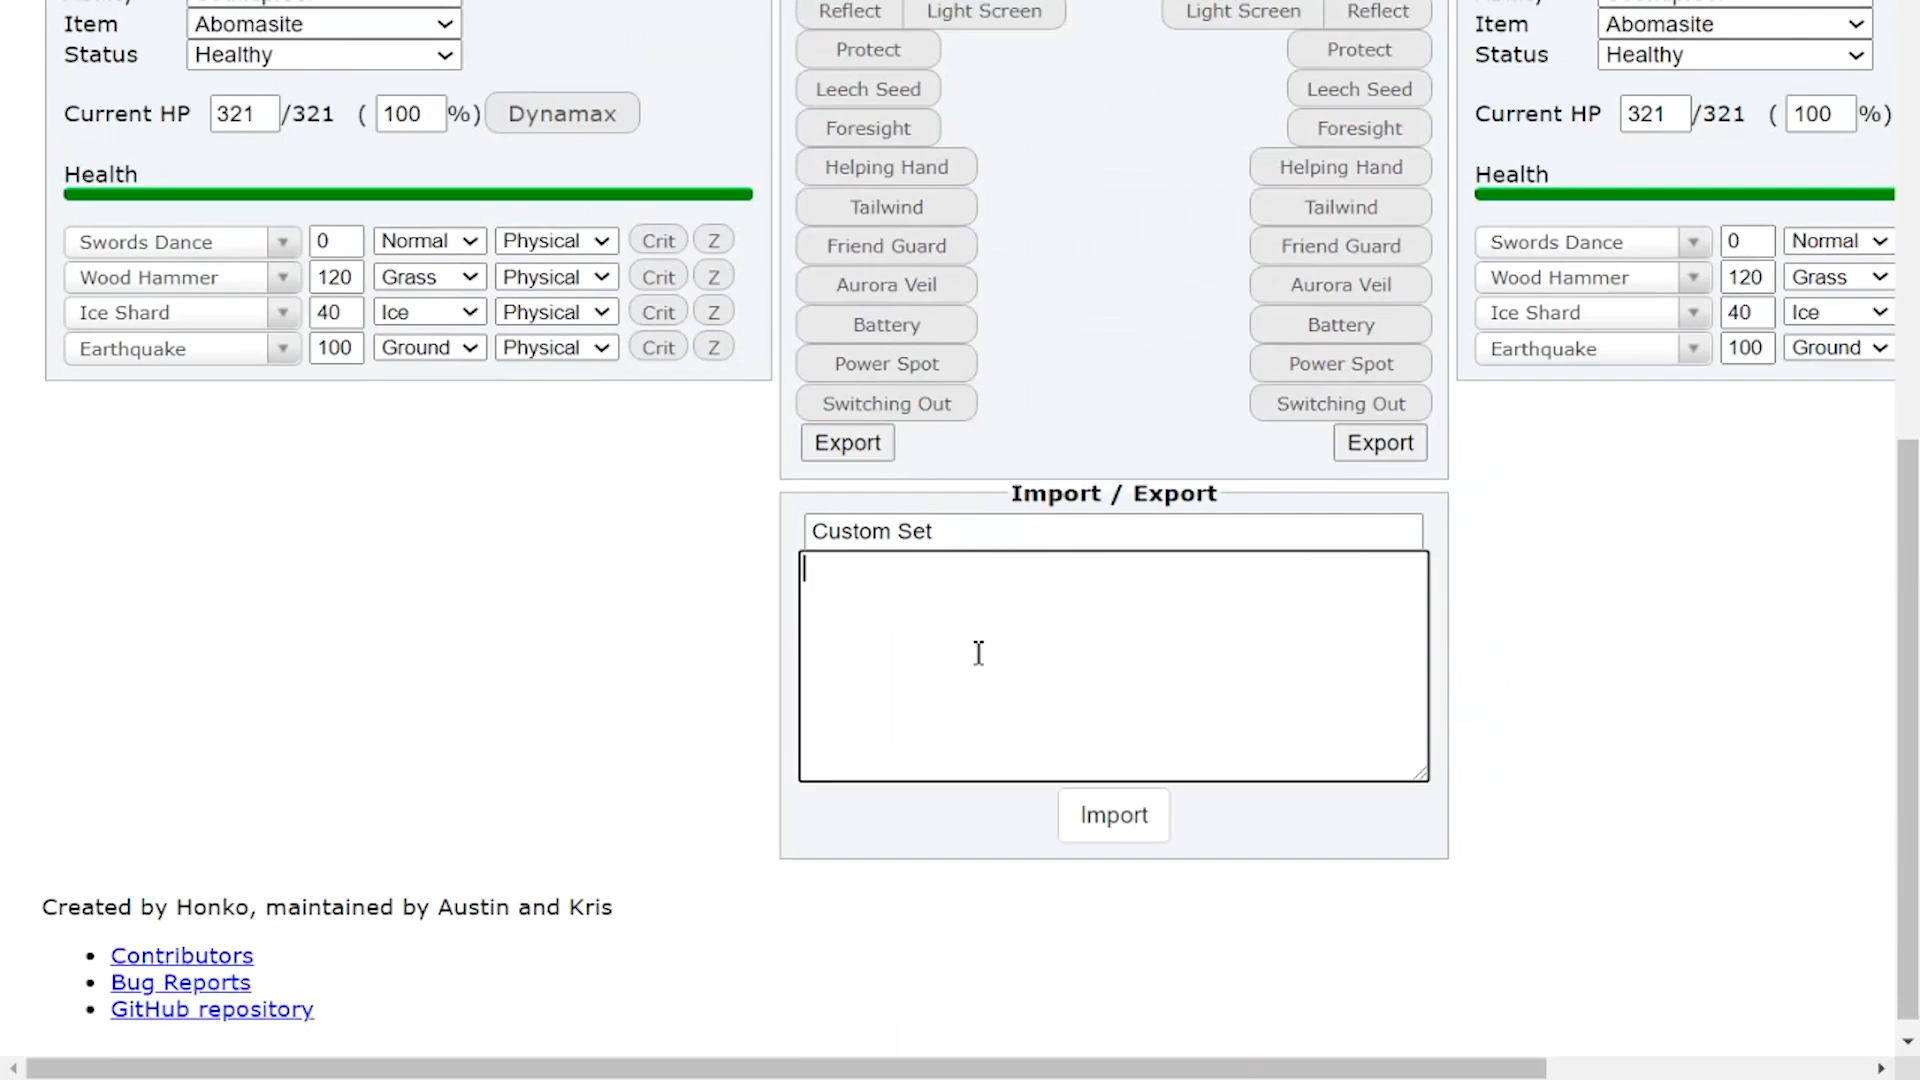 Reflect Light Screen Light Screen Reflect
Item Abomasite Item Abomasite
Status Healthy Protect Protect Status Healthy
Leech Seed Leech Seed
Current HP 321 /321 ( 100 %) Dynamax Foresight Foresight Current HP 321 /321 ( 100 %)
Health Helping Hand Helping Hand Health
Tailwind Tailwind
Swords Dance 0 Normal Physical Crit Z Friend Guard Friend Guard Swords Dance 0 Normal
Wood Hammer 120 Grass Physical Crit Z Aurora Veil Aurora Veil Wood Hammer 120 Grass
Ice Shard 40 Ice Physical Crit Z Battery Battery Ice Shard 40 Ice
Earthquake 100 Ground Physical Crit Z Power Spot Power Spot Earthquake 100 Ground
Switching Out Switching Out
Export Export
Import / Export
Custom Set
Import
Created by Honko, maintained by Austin and Kris
• Contributors
• Bug Reports
• GitHub repository